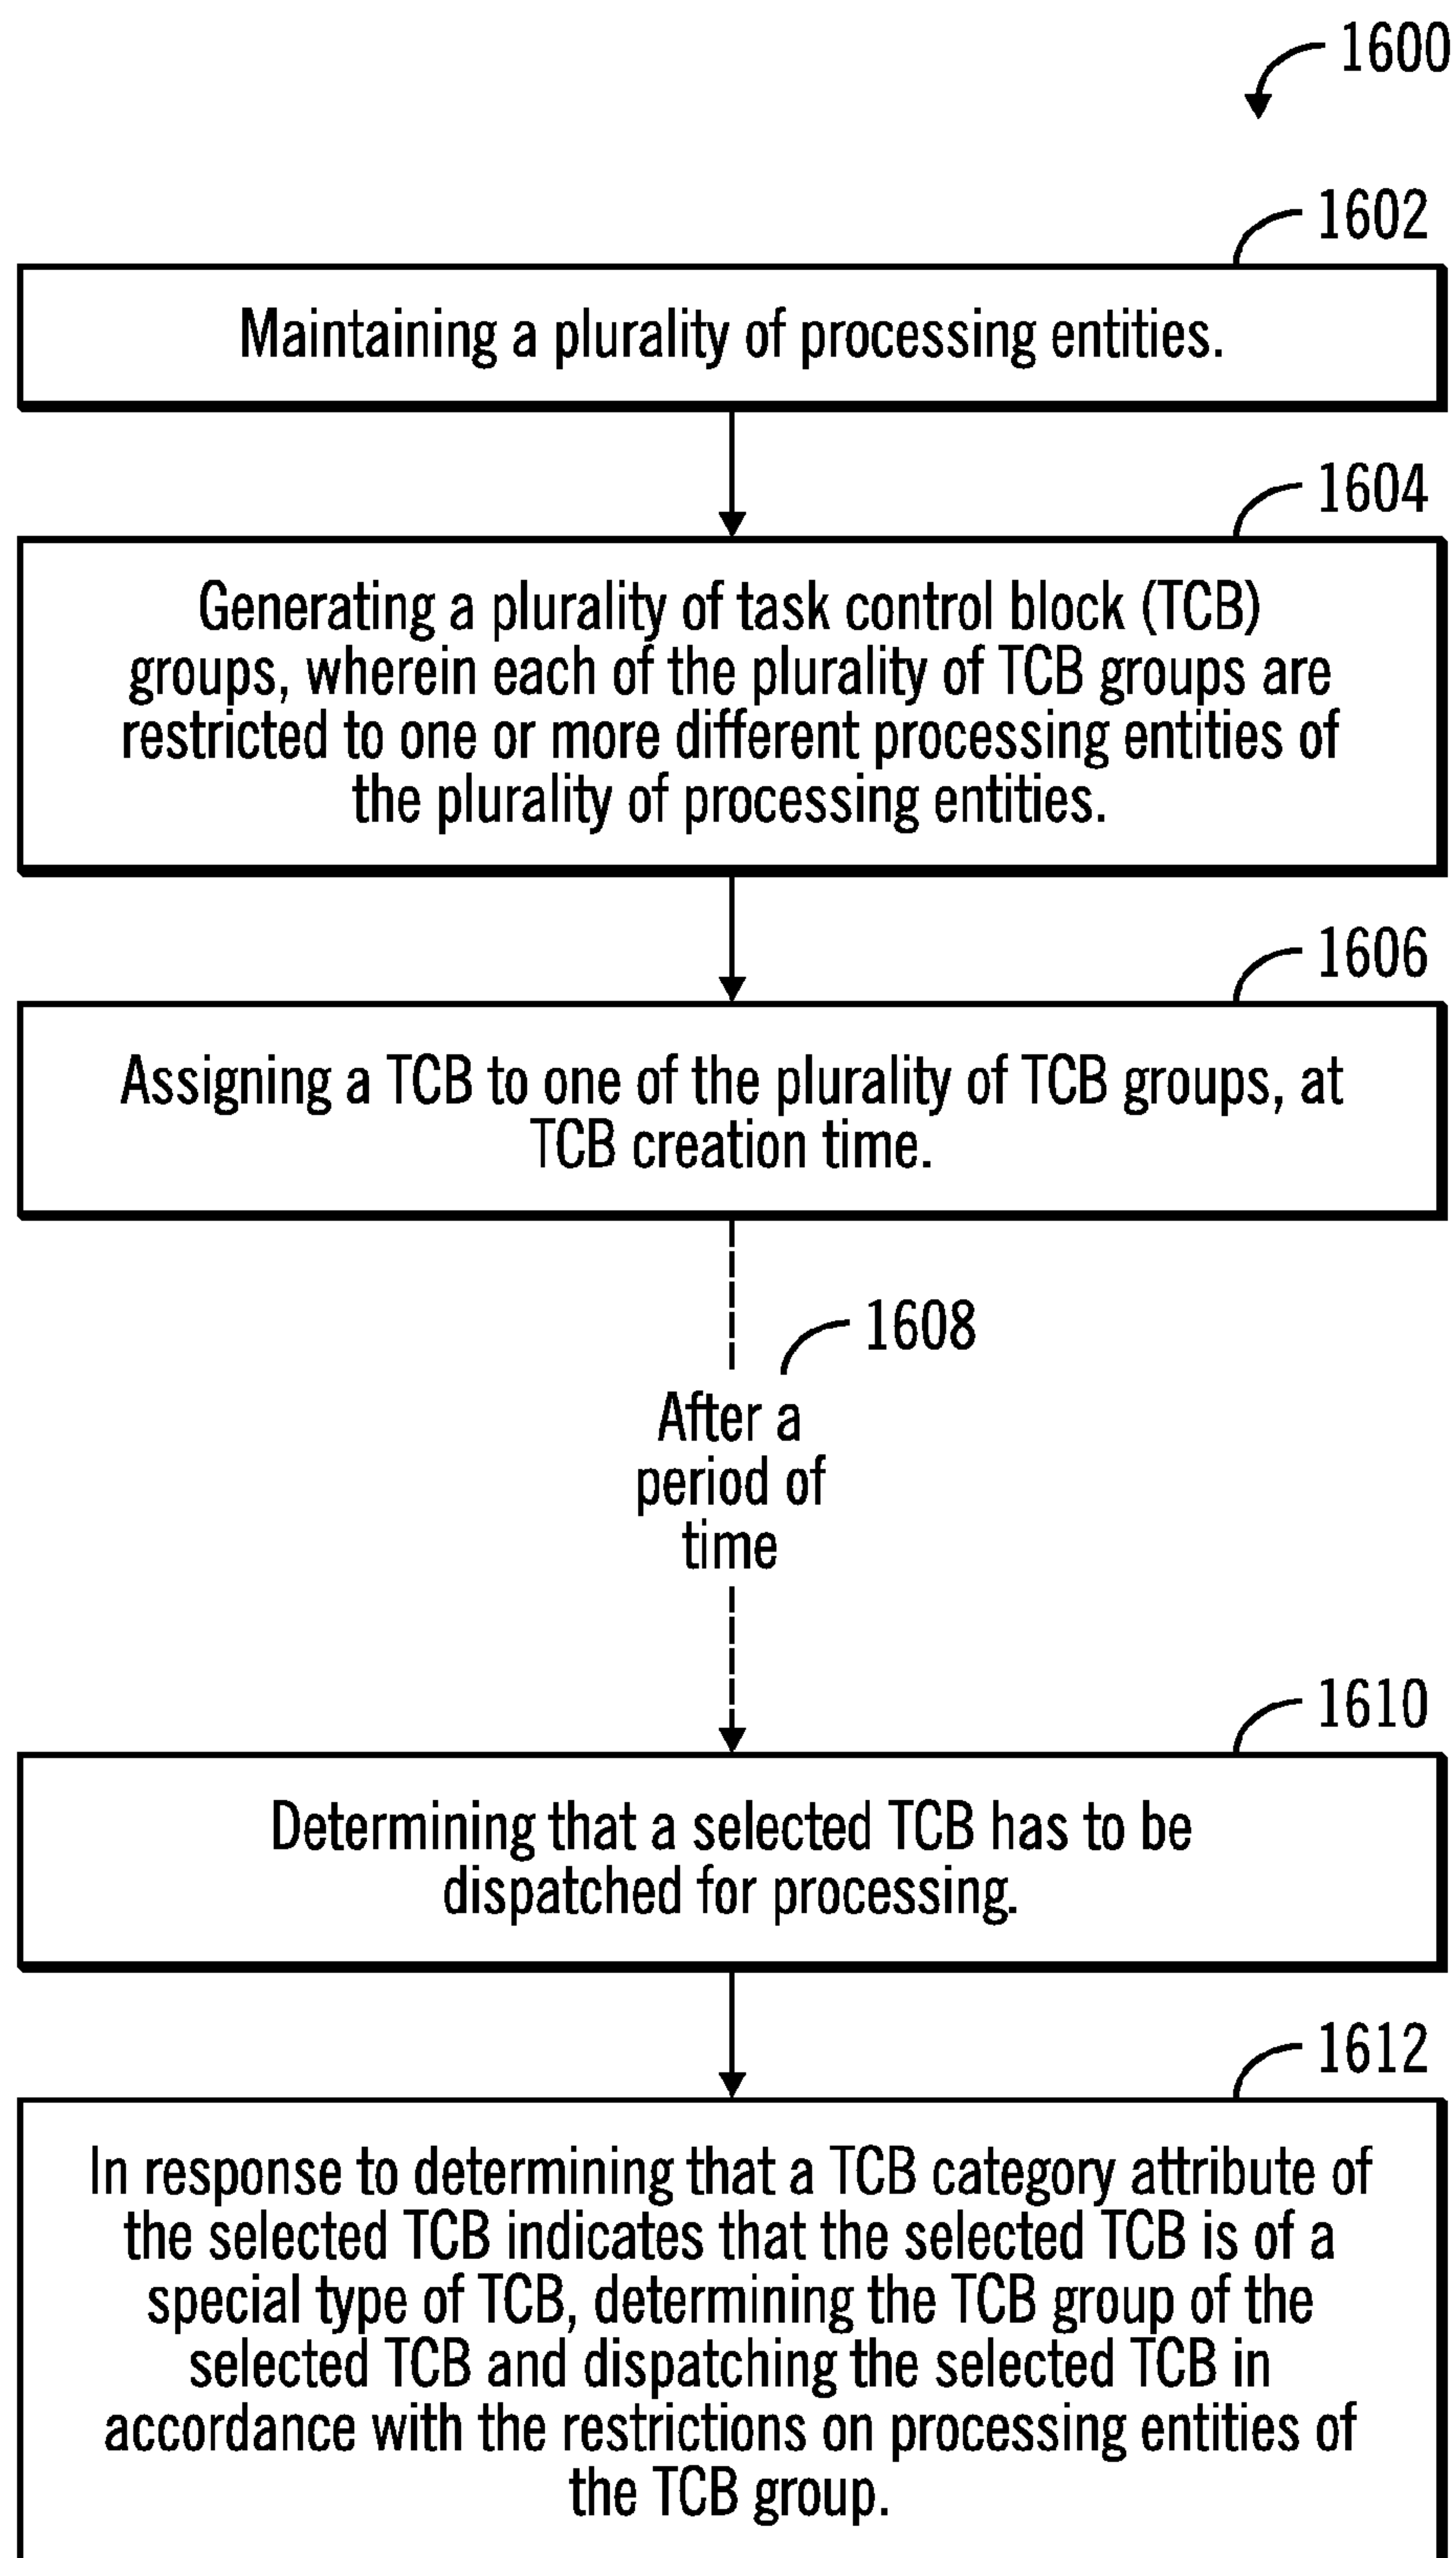 1600
1602
Maintaining a plurality of processing entities.
1604
Generating a plurality of task control block (TCB)
groups, wherein each of the plurality of TCB groups are
restricted to one or more different processing entities of
the plurality of processing entities.
1606
Assigning a TCB to one of the plurality of TCB groups, at
TCB creation time.
1608
After a
period of
time
1610
Determining that a selected TCB has to be
dispatched for processing.
1612
In response to determining that a TCB category attribute of
the selected TCB indicates that the selected TCB is of a
special type of TCB, determining the TCB group of the
selected TCB and dispatching the selected TCB in
accordance with the restrictions on processing entities of
the TCB group.